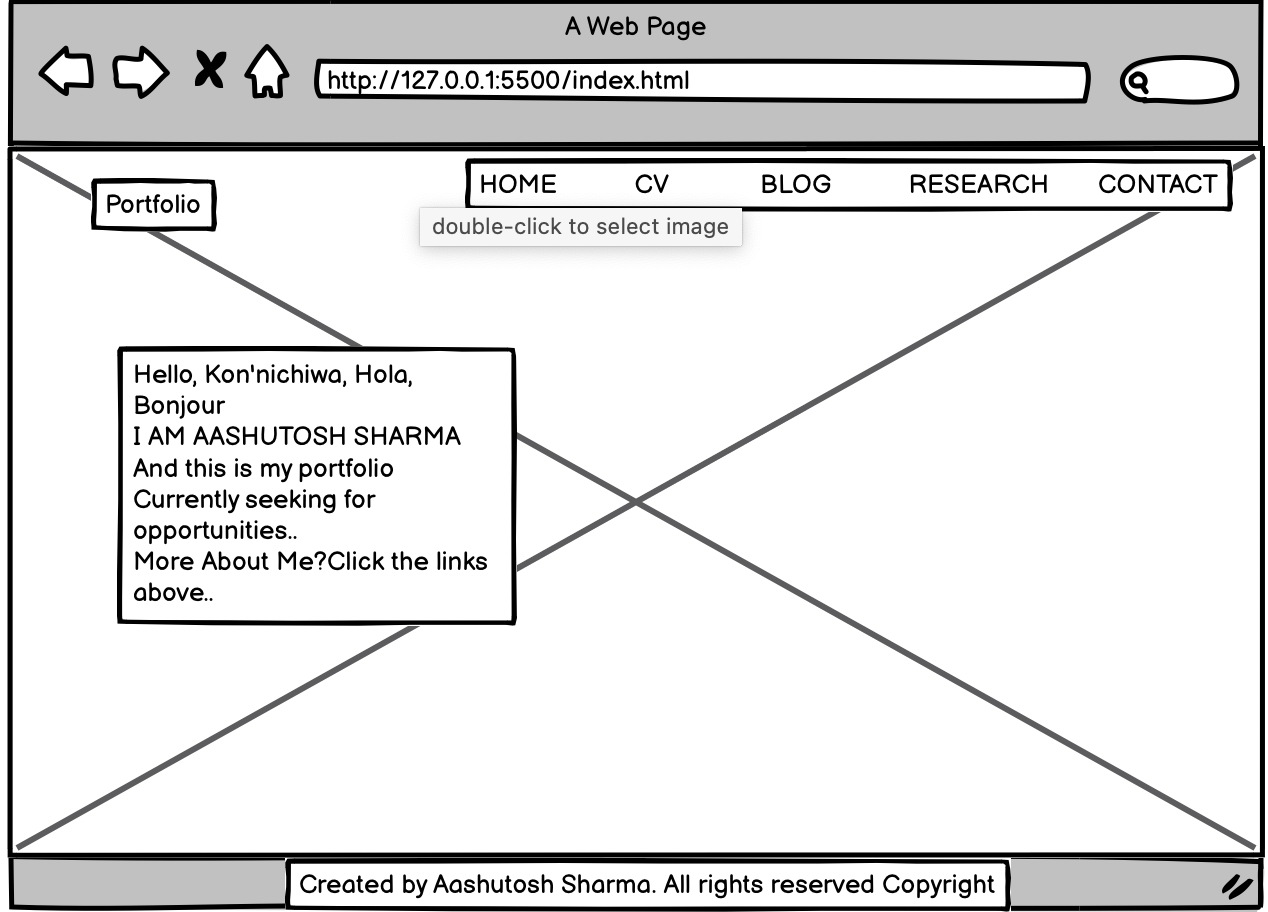 A Web Page
http://127.0.0.1:5500/index.html
Portfolio
HOME CV BLOG RESEARCH CONTACT
double-click to select image
Hello, Kon'nichiwa, Hola,
Bonjour
I AM AASHUTOSH SHARMA
And this is my portfolio
Currently seeking for
opportunities..
More About Me?Click the links
above..
Created by Aashutosh Sharma. All rights reserved Copyright